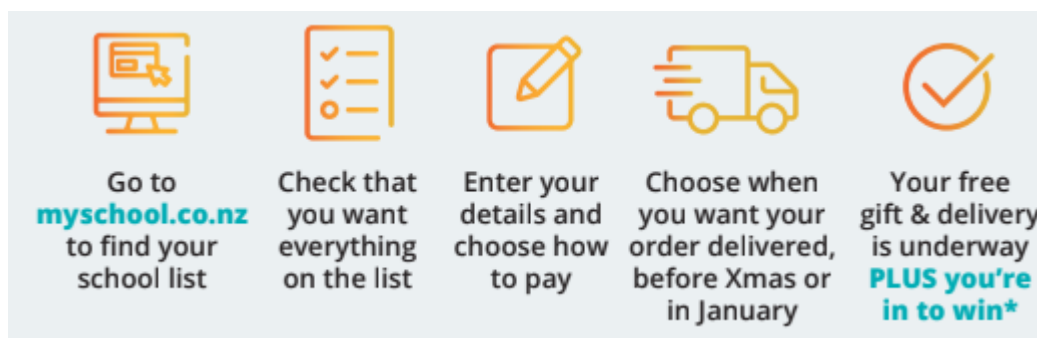 Go to
myschool.co.nz
to find your
school list
Check that
you want
everything
on the list
Enter your
details and
choose how
to pay
Choose when
you want your
order delivered,
before Xmas or
in January
Your free
gift & delivery
is underway
PLUS you're
in to win*